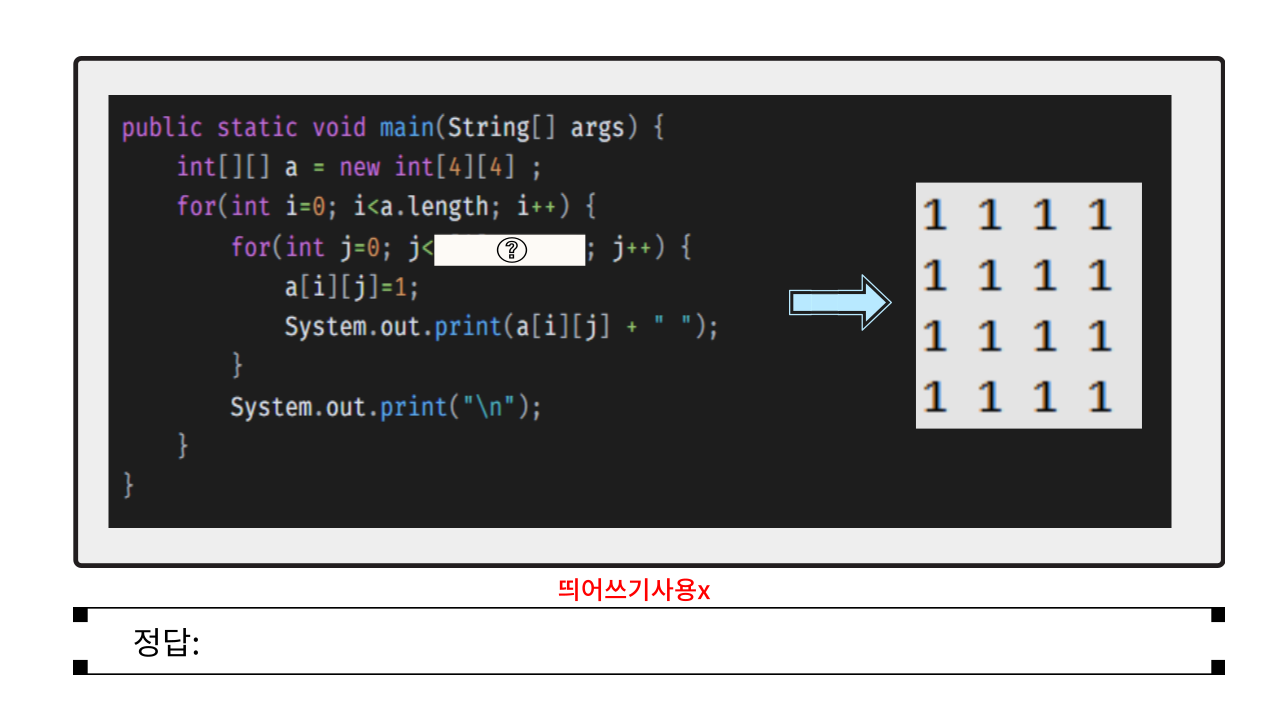 public static void main(String[] args) {
int[][] a = new int[4][4] ;
for(int i=0; i<a.length; i++) {
for(int j=0; j< ? ; j++) {
a[i][j]=1;
System.out.print(a[i][j] + " ");
}
System.out.print("\n");
}
}
1 1 1 1
1 1 1 1
1 1 1 1
1 1 1 1
띄어쓰기사용x
정답: